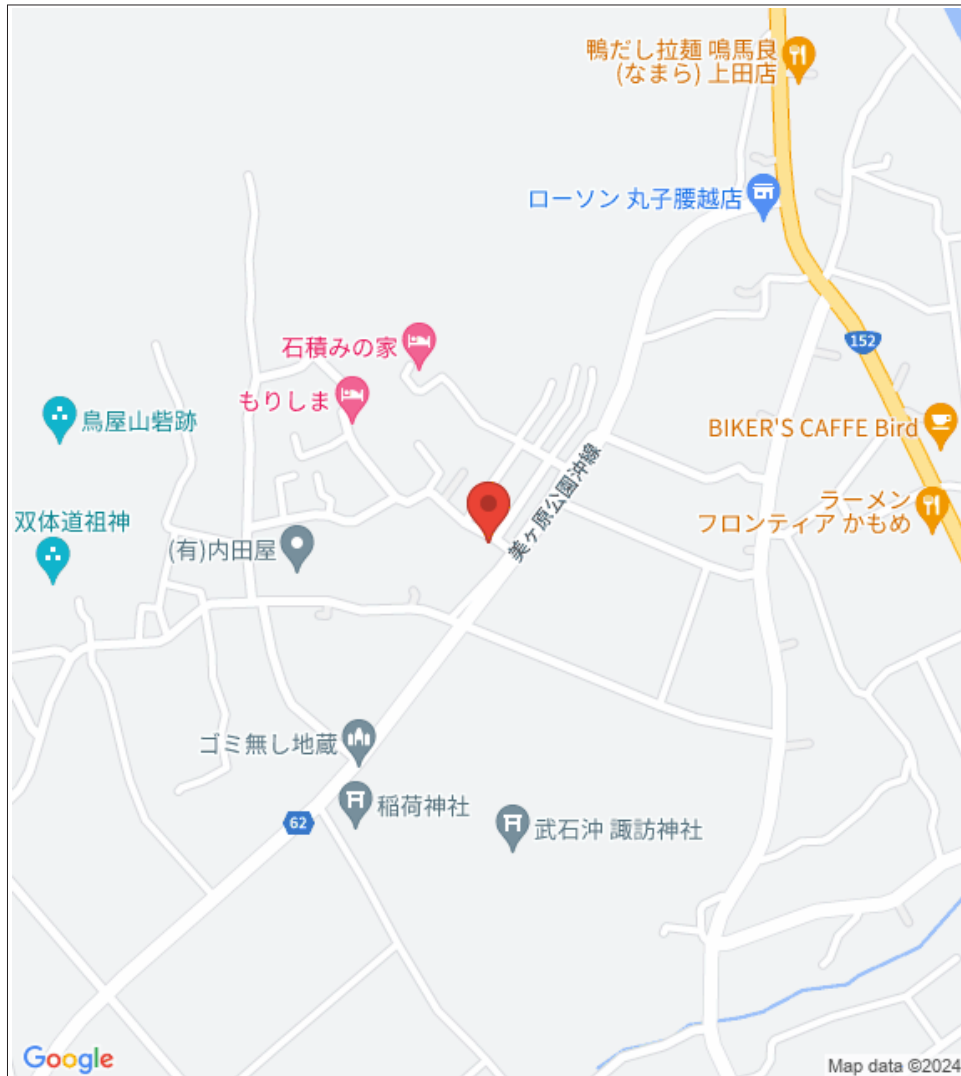 鴨だし拉麺 鳴馬良
(なまら) 上田店
ローソン 丸子腰越店
石積みの家
152
もりしま
鳥屋山砦跡
BIKER'S CAFFE Bird
美ヶ原公園沖線
ラーメン
フロンティア かもめ
双体道祖神
(有)内田屋
ゴミ無し地蔵
稲荷神社
62
武石沖 諏訪神社
Google
Map data ©2024